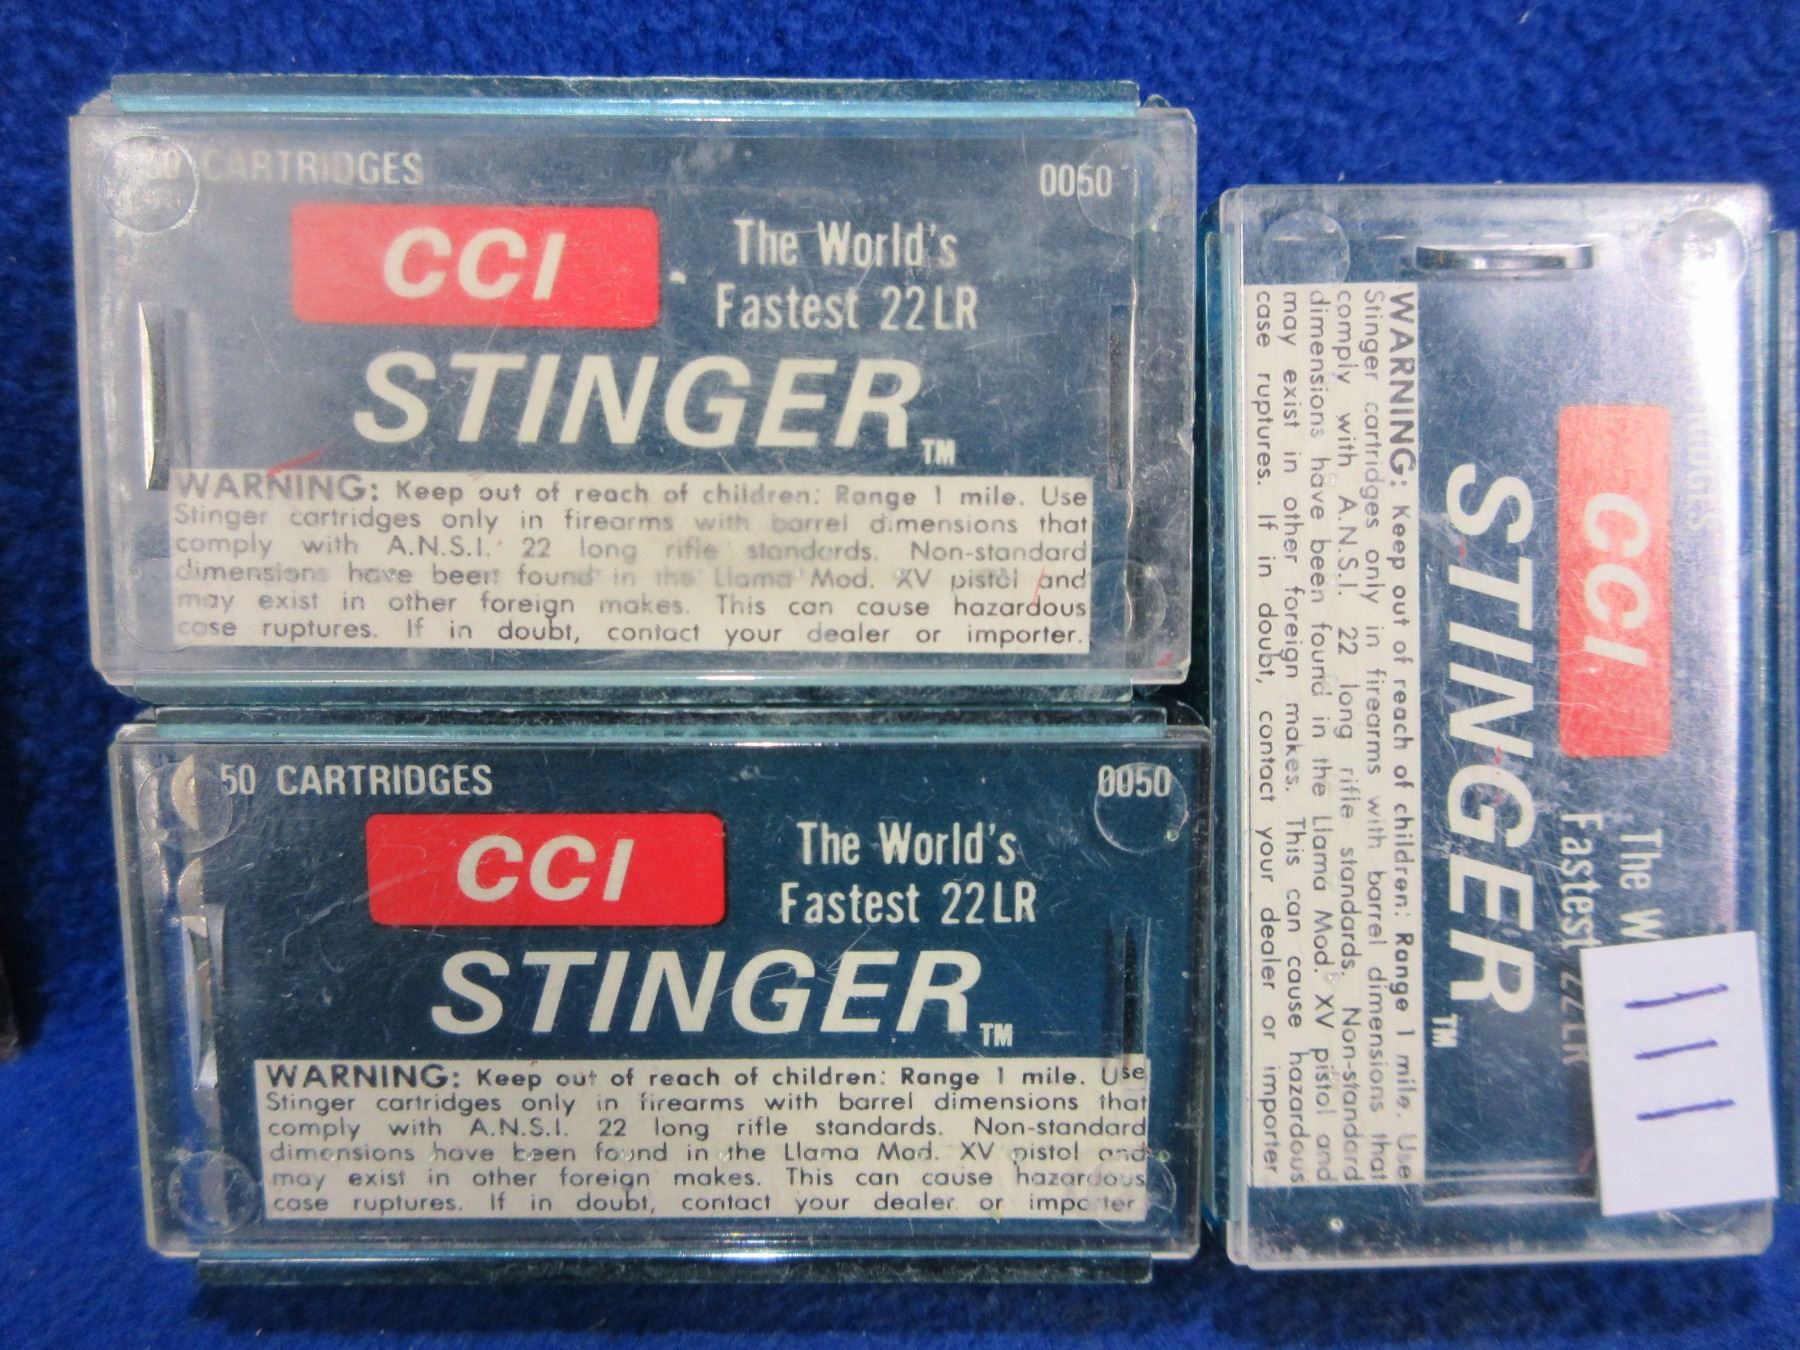 CARTRIDGES 0050
CCI
The World's
Fastest 22LR
STINGER™
WARNING: Keep out of reach of children: Range 1 mile. Use
Stinger cartridges only in firearms with barrel dimensions that
comply with A.N.S.I. 22 long rifle standards. Non-standard
dimensions have been found in the Llama Mod. XV pistol and
may exist in other foreign makes. This can cause hazardous
case ruptures. If in doubt, contact your dealer or importer.
50 CARTRIDGES 0050
CCI
The World's
Fastest 22LR
STINGER™
WARNING: Keep out of reach of children: Range 1 mile. Use
Stinger cartridges only in firearms with barrel dimensions that
comply with A.N.S.I. 22 long rifle standards. Non-standard
dimensions have been found in the Llama Mod. XV pistol and
may exist in other foreign makes. This can cause hazardous
case ruptures. If in doubt, contact your dealer or importer
CCI
The
Fastest 22LR
STINGER™
WARNING: Keep out of reach of children: Range 1 mile. Use
Stinger cartridges only in firearms with barrel dimensions that
comply with A.N.S.I. 22 long rifle standards. Non-standard
dimensions have been found in the Llama Mod. XV pistol and
may exist in other foreign makes. This can cause hazardous
case ruptures. If in doubt, contact your dealer or importer
111